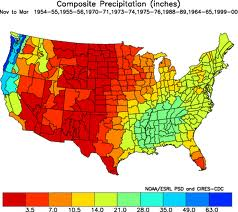 Composite Precipitation (inches)
Nov to Mar 1954-55,1955-56,1970-71,1973-74,1975-76,1988-89,1964-65,1999-00
NOAA/ESRL PSD and CIRES-CDC
3.5 7.0 10.5 14.0 21.0 28.0 35.0 49.0 63.0